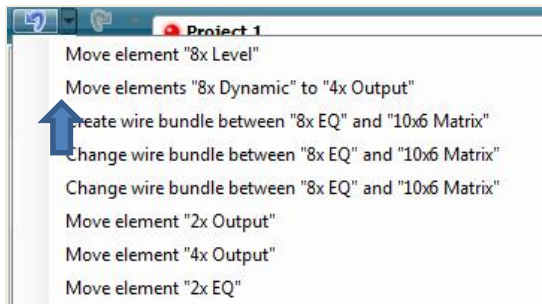 Project 1
Move element "8x Level"
Move elements "8x Dynamic" to "4x Output"
Create wire bundle between "8x EQ" and "10x6 Matrix"
Change wire bundle between "8x EQ" and "10x6 Matrix"
Change wire bundle between "8x EQ" and "10x6 Matrix"
Move element "2x Output"
Move element "4x Output"
Move element "2x EQ"